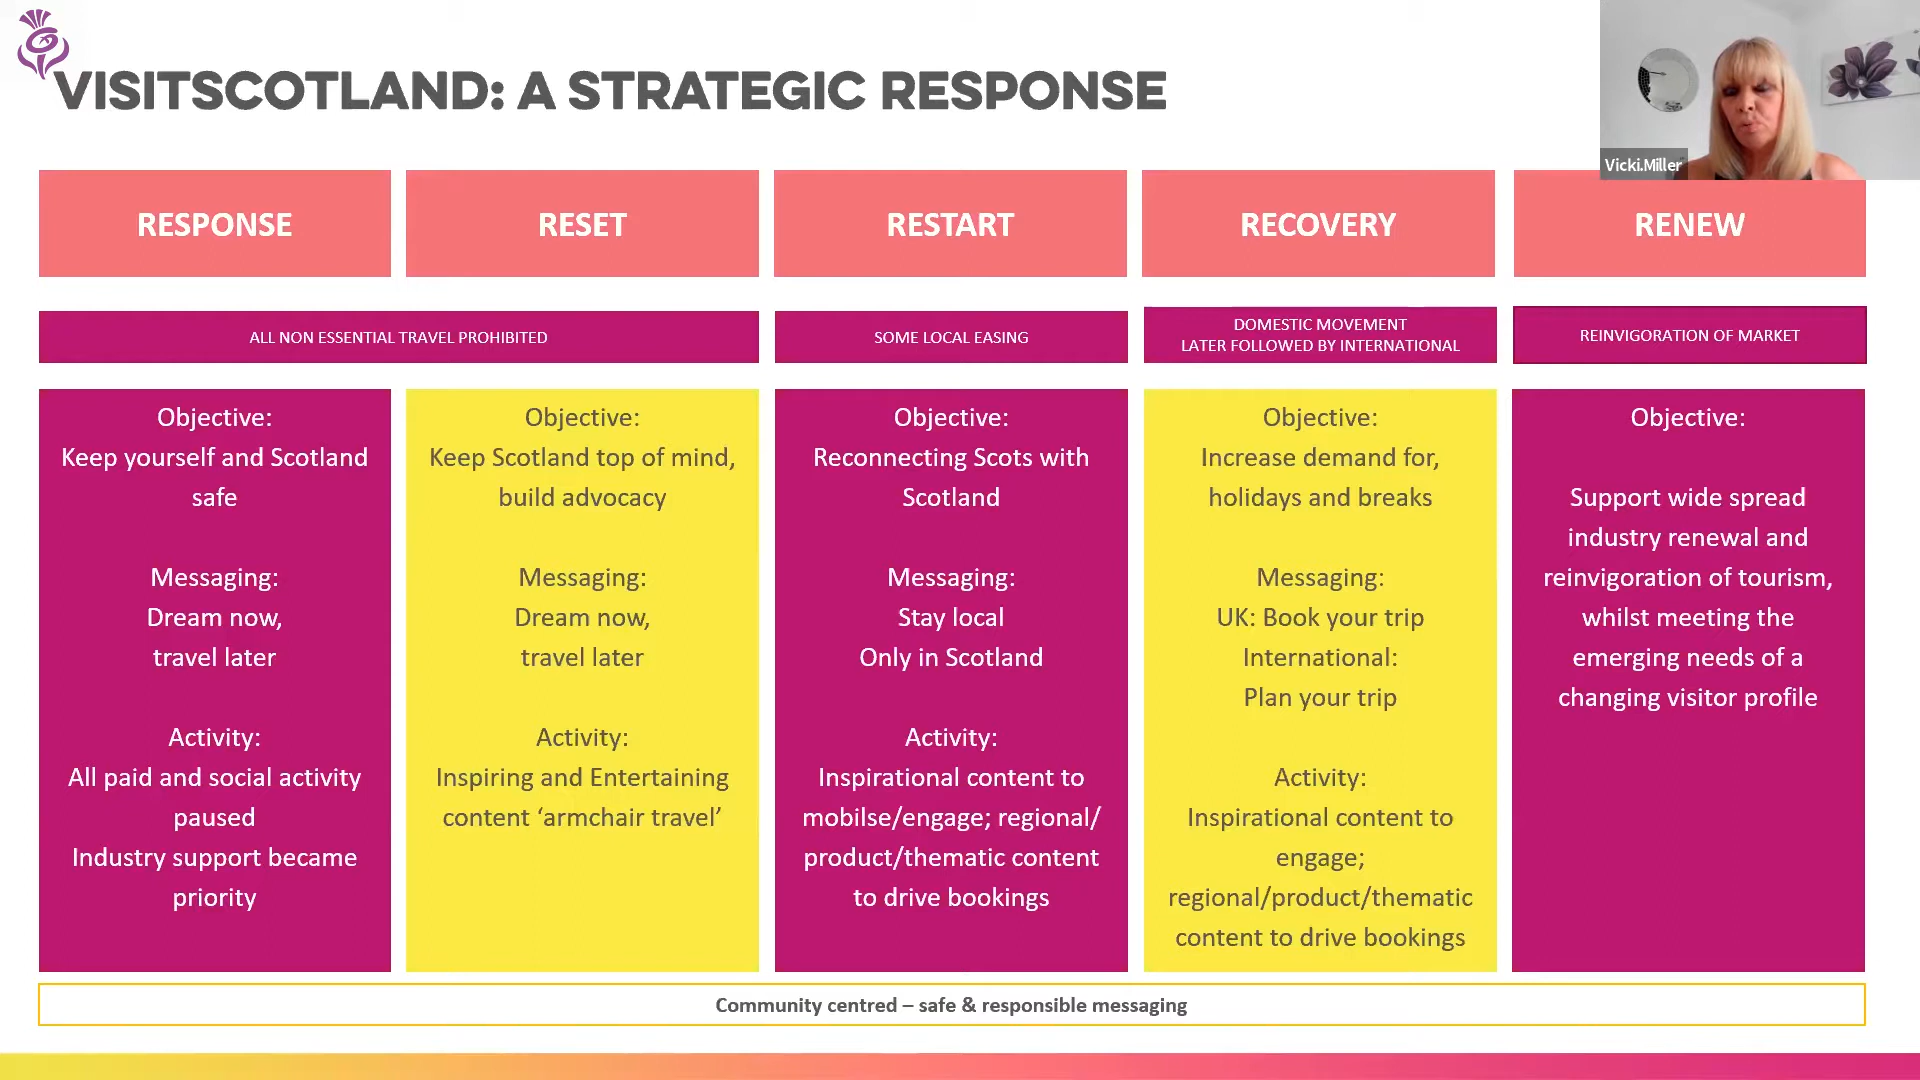 VISITSCOTLAND: A STRATEGIC RESPONSE
Vicki.Miller
RESPONSE
RESET
RESTART
RECOVERY
RENEW
ALL NON ESSENTIAL TRAVEL PROHIBITED
SOME LOCAL EASING
DOMESTIC MOVEMENT
LATER FOLLOWED BY INTERNATIONAL
REINVIGORATION OF MARKET
Objective:
Keep yourself and Scotland
safe
Messaging:
Dream now,
travel later
Activity:
All paid and social activity
paused
Industry support became
priority
Objective:
Keep Scotland top of mind,
build advocacy
Messaging:
Dream now,
travel later
Activity:
Inspiring and Entertaining
content ‘armchair travel’
Objective:
Reconnecting Scots with
Scotland
Messaging:
Stay local
Only in Scotland
Activity:
Inspirational content to
mobilse/engage; regional/
product/thematic content
to drive bookings
Objective:
Increase demand for,
holidays and breaks
Messaging:
UK: Book your trip
International:
Plan your trip
Activity:
Inspirational content to
engage;
regional/product/thematic
content to drive bookings
Objective:
Support wide spread
industry renewal and
reinvigoration of tourism,
whilst meeting the
emerging needs of a
changing visitor profile
Community centred – safe & responsible messaging